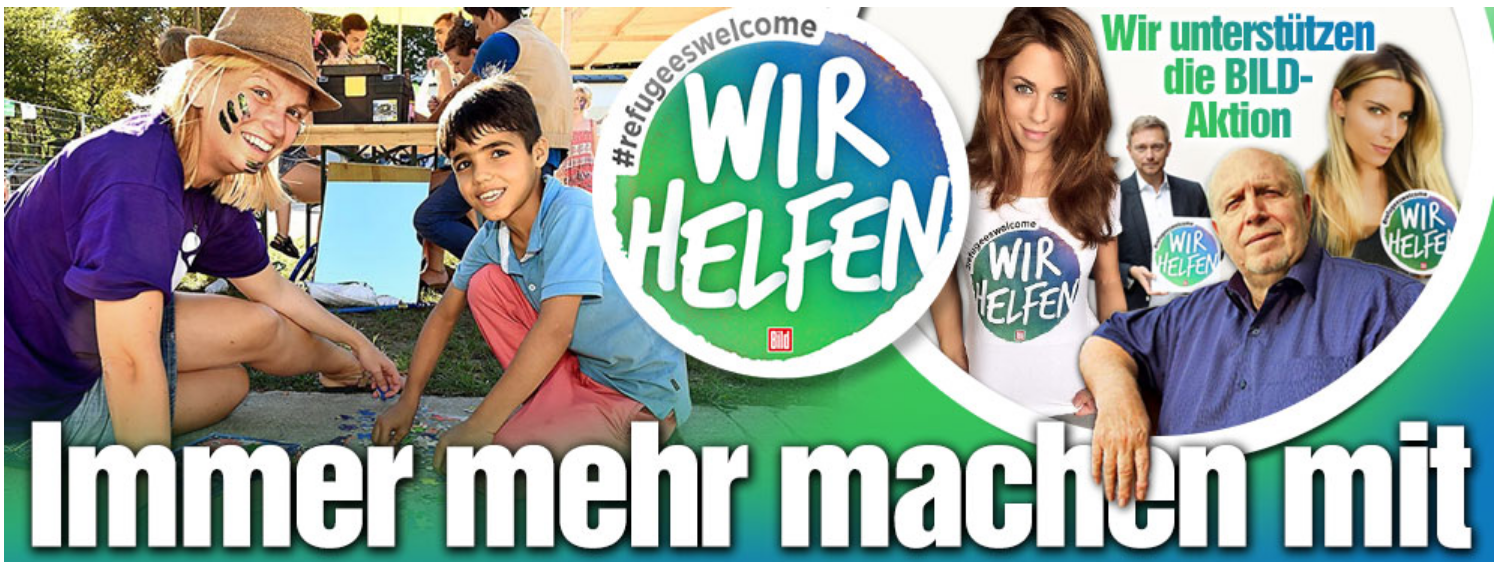 #refugeeswelcome
WIR
HELFEN
Bild
Wir unterstützen
die BILD-
Aktion
refugeeswelcome
WIR
HELFEN
WIR
HELFEN
#refugeeswelcome
WIR
HELFEN
Immer mehr machen mit